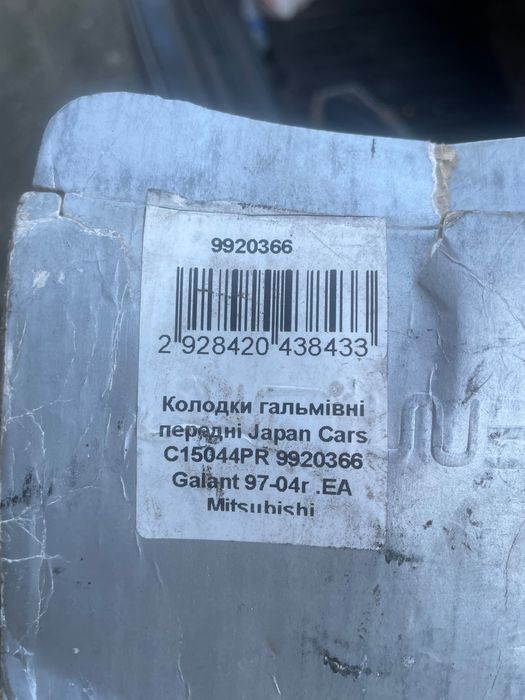 9920366
2 928420 438433
Колодки гальмівні
передні Japan Cars
C15044PR 9920366
Galant 97-04г .EA
Mitsubishi